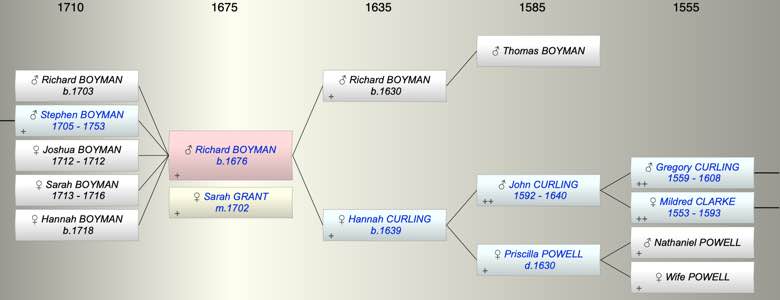 1710
1675
1635
1585
1555
♂ Richard BOYMAN
b.1703
♂ Stephen BOYMAN
1705 - 1753
+
♀ Joshua BOYMAN
1712 - 1712
♀ Sarah BOYMAN
1713 - 1716
♀ Hannah BOYMAN
b.1718
♂ Richard BOYMAN
b.1676
+
♀ Sarah GRANT
m.1702
+
♂ Richard BOYMAN
b.1630
+
♀ Hannah CURLING
b.1639
+
♂ Thomas BOYMAN
♂ John CURLING
1592 - 1640
++
♀ Priscilla POWELL
d.1630
+
♂ Gregory CURLING
1559 - 1608
++
♀ Mildred CLARKE
1553 - 1593
++
♂ Nathaniel POWELL
+
♀ Wife POWELL
+